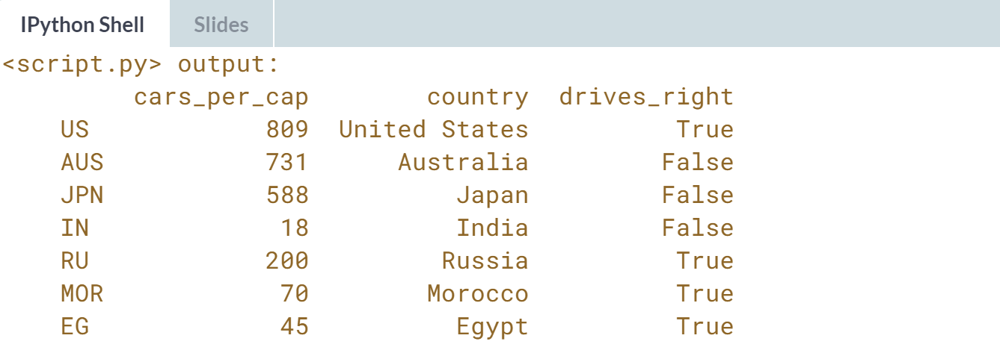 IPython Shell Slides
<script.py> output:
cars_per_cap country drives_right
US 809 United States True
AUS 731 Australia False
JPN 588 Japan False
IN 18 India False
RU 200 Russia True
MOR 70 Morocco True
EG 45 Egypt True